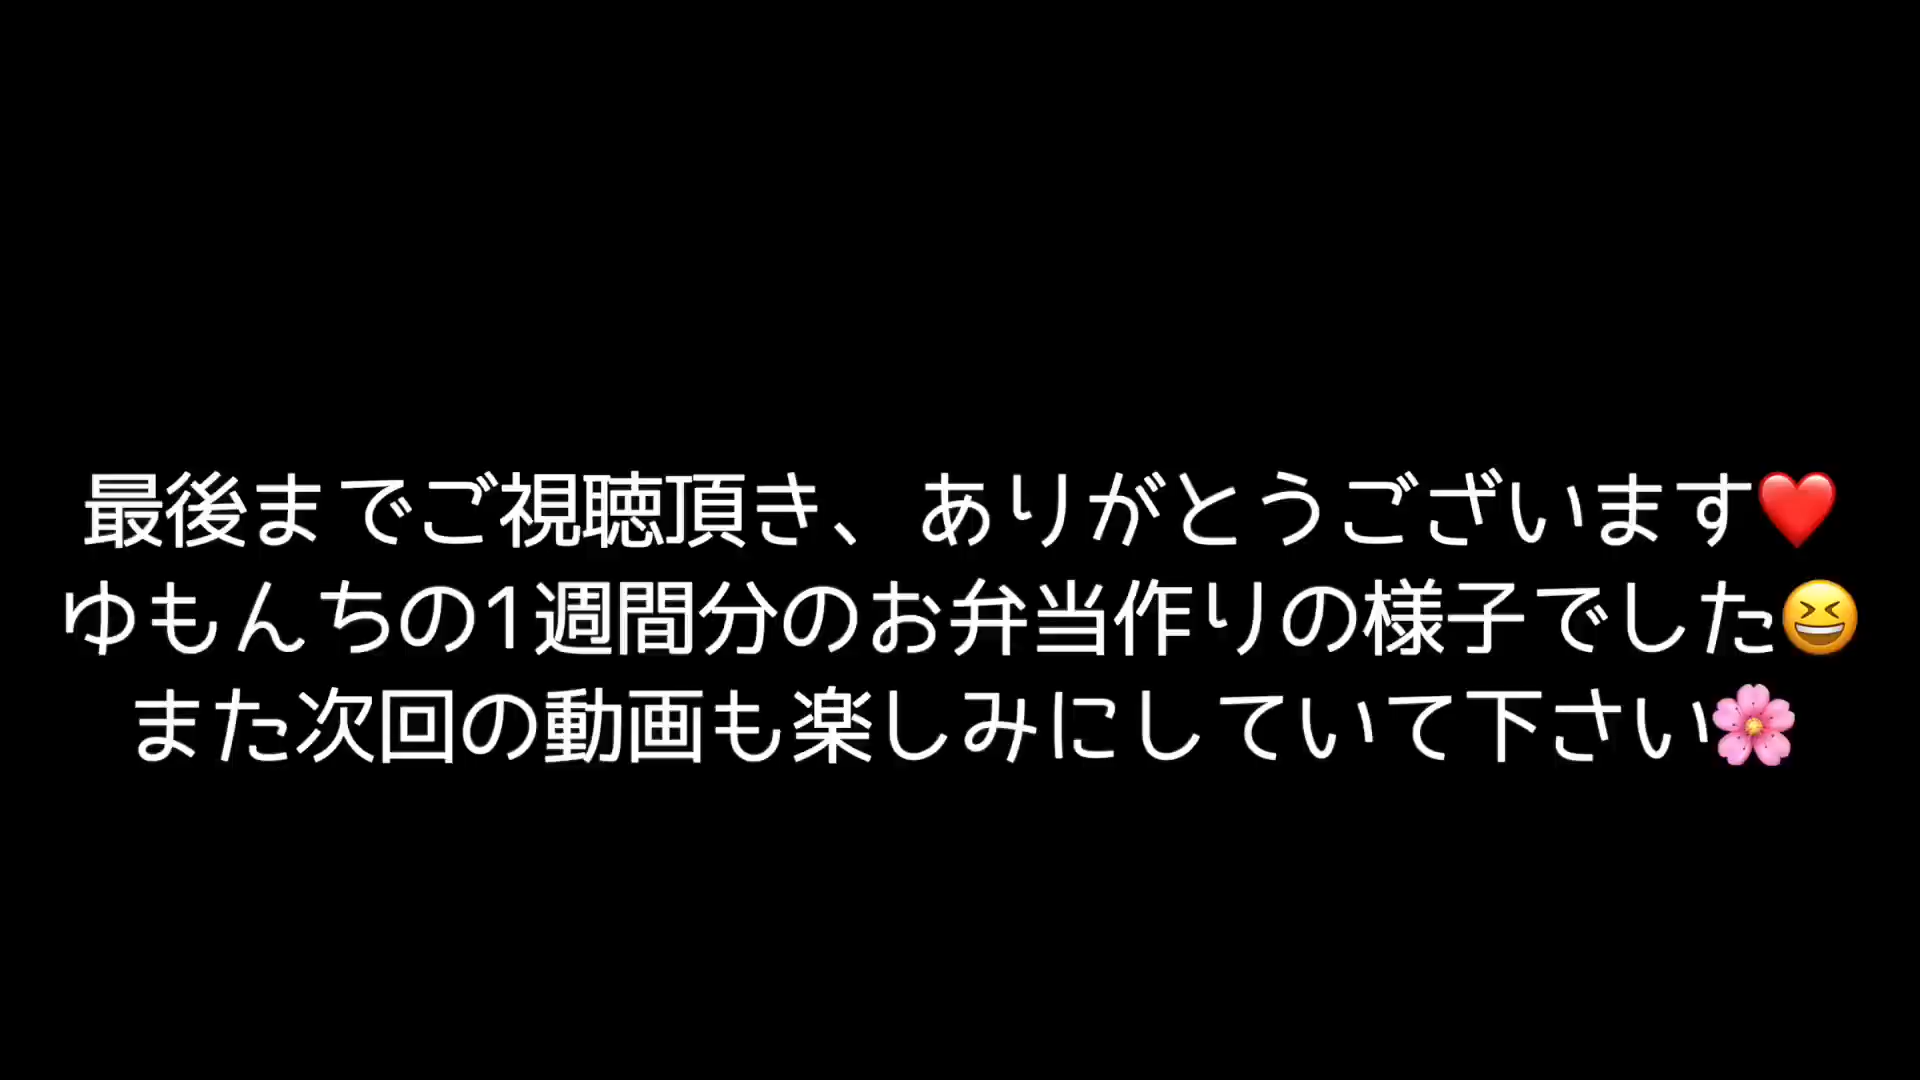 最後までご視聴頂き、ありがとうございます❤️
ゆもんちの1週間分のお弁当作りの様子でした😆
また次回の動画も楽しみにしていて下さい🌸